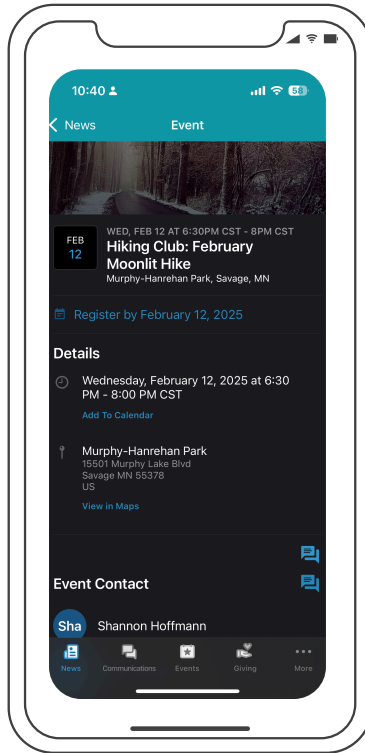 10:40
58
News
Event
FEB
12
WED, FEB 12 AT 6:30PM CST - 8PM CST
Hiking Club: February
Moonlit Hike
Murphy-Hanrehan Park, Savage, MN
Register by February 12, 2025
Details
Wednesday, February 12, 2025 at 6:30
PM - 8:00 PM CST
Add To Calendar
Murphy-Hanrehan Park
15501 Murphy Lake Blvd
Savage MN 55378
US
View in Maps
Event Contact
Sha
Shannon Hoffmann
News
Communications
Events
Giving
More